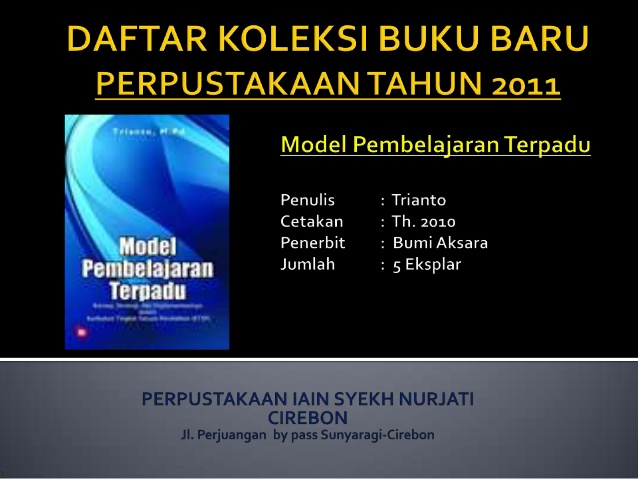 DAFTAR KOLEKSI BUKU BARU
PERPUSTAKAAN TAHUN 2011
Trianto, M.Pd
Model
Pembelajaran
Terpadu
Model Pembelajaran Terpadu
Penulis : Trianto
Cetakan : Th. 2010
Penerbit : Bumi Aksara
Jumlah : 5 Eksplar
PERPUSTAKAAN IAIN SYEKH NURJATI
CIREBON
Jl. Perjuangan by pass Sunyaragi-Cirebon